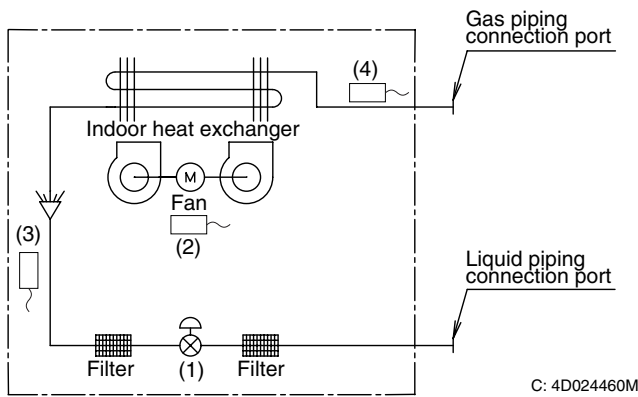 Gas piping
connection port
(4)
Indoor heat exchanger
M
Fan
(2)
(3)
Liquid piping
connection port
Filter
(1)
Filter
C: 4D024460M